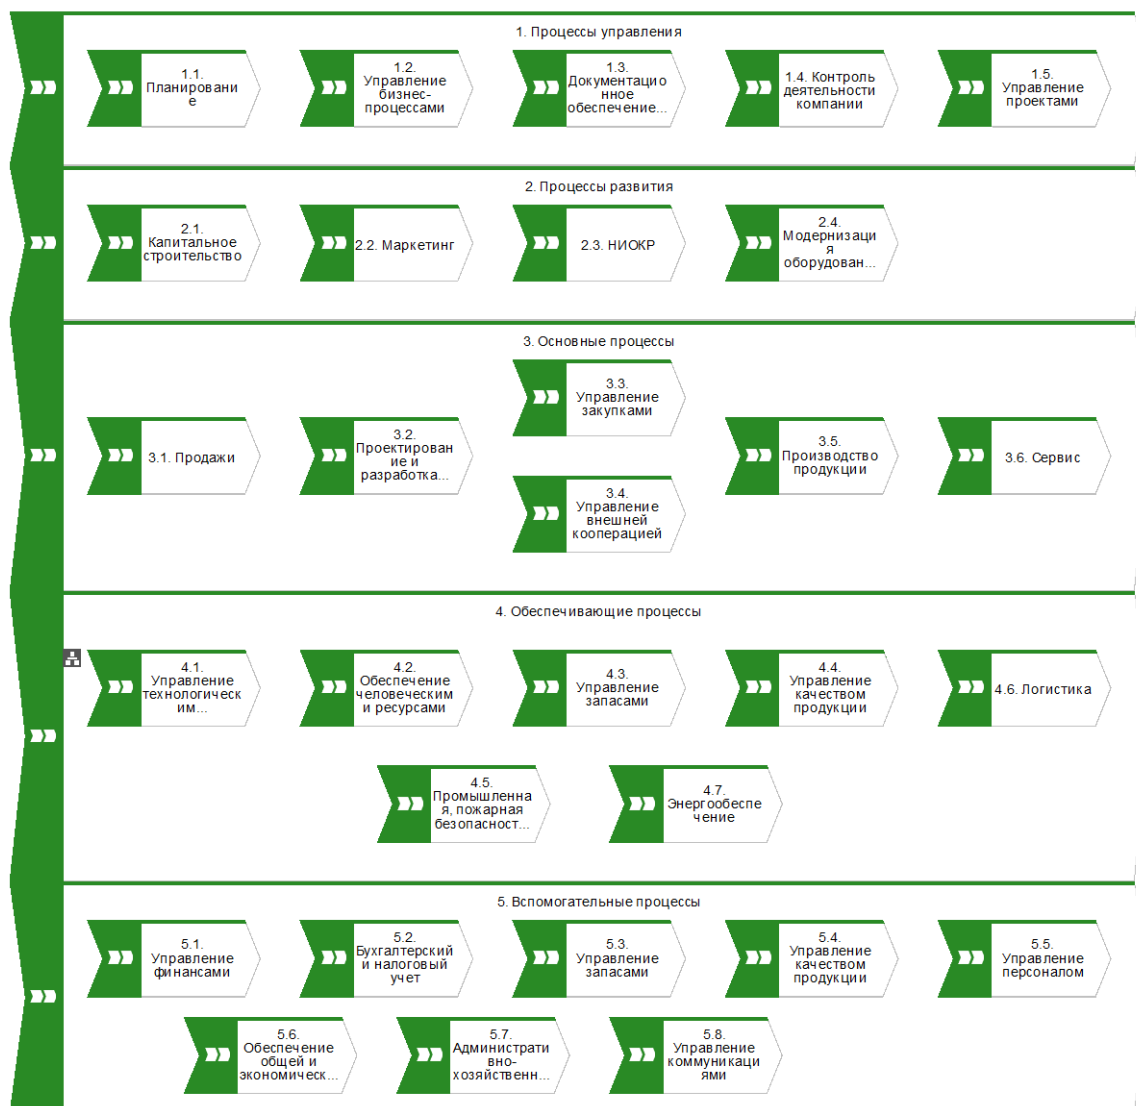 1. Процессы управления
1.1.
Планировани
е
1.2.
Управление
бизнес-
процессами
1.3.
Документацио
нное
обеспечение...
1.4. Контроль
деятельности
компании
1.5.
Управление
проектами
2. Процессы развития
2.1.
Капитальное
строительство
2.2. Маркетинг
2.3. НИОКР
2.4.
Модернизаци
я
оборудован...
3. Основные процессы
3.1. Продажи
3.2.
Проектирован
ие и
разработка...
3.3.
Управление
закупками
3.4.
Управление
внешней
кооперацией
3.5.
Производство
продукции
3.6. Сервис
4. Обеспечивающие процессы
4.1.
Управление
технологическ
им...
4.2.
Обеспечение
человеческим
и ресурсами
4.3.
Управление
запасами
4.4.
Управление
качеством
продукции
4.6. Логистика
4.5.
Промышленна
я, пожарная
безопасност...
4.7.
Энергообеспе
чение
5. Вспомогательные процессы
5.1.
Управление
финансами
5.2.
Бухгалтерский
и налоговый
учет
5.3.
Управление
запасами
5.4.
Управление
качеством
продукции
5.5.
Управление
персоналом
5.6.
Обеспечение
общей и
экономическ...
5.7.
Административ
вно-
хозяйственн...
5.8.
Управление
коммуникаци
ями